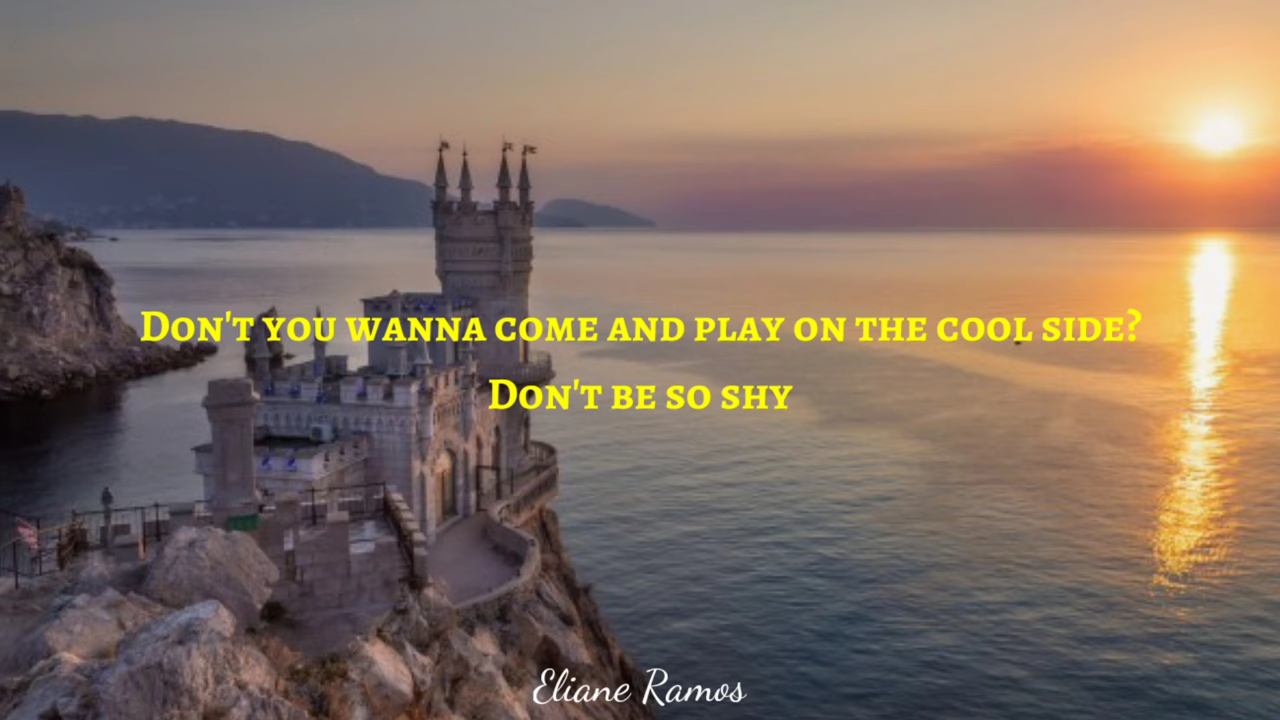 Don't you wanna come and play on the cool side?
Don't be so shy
Eliane Ramos